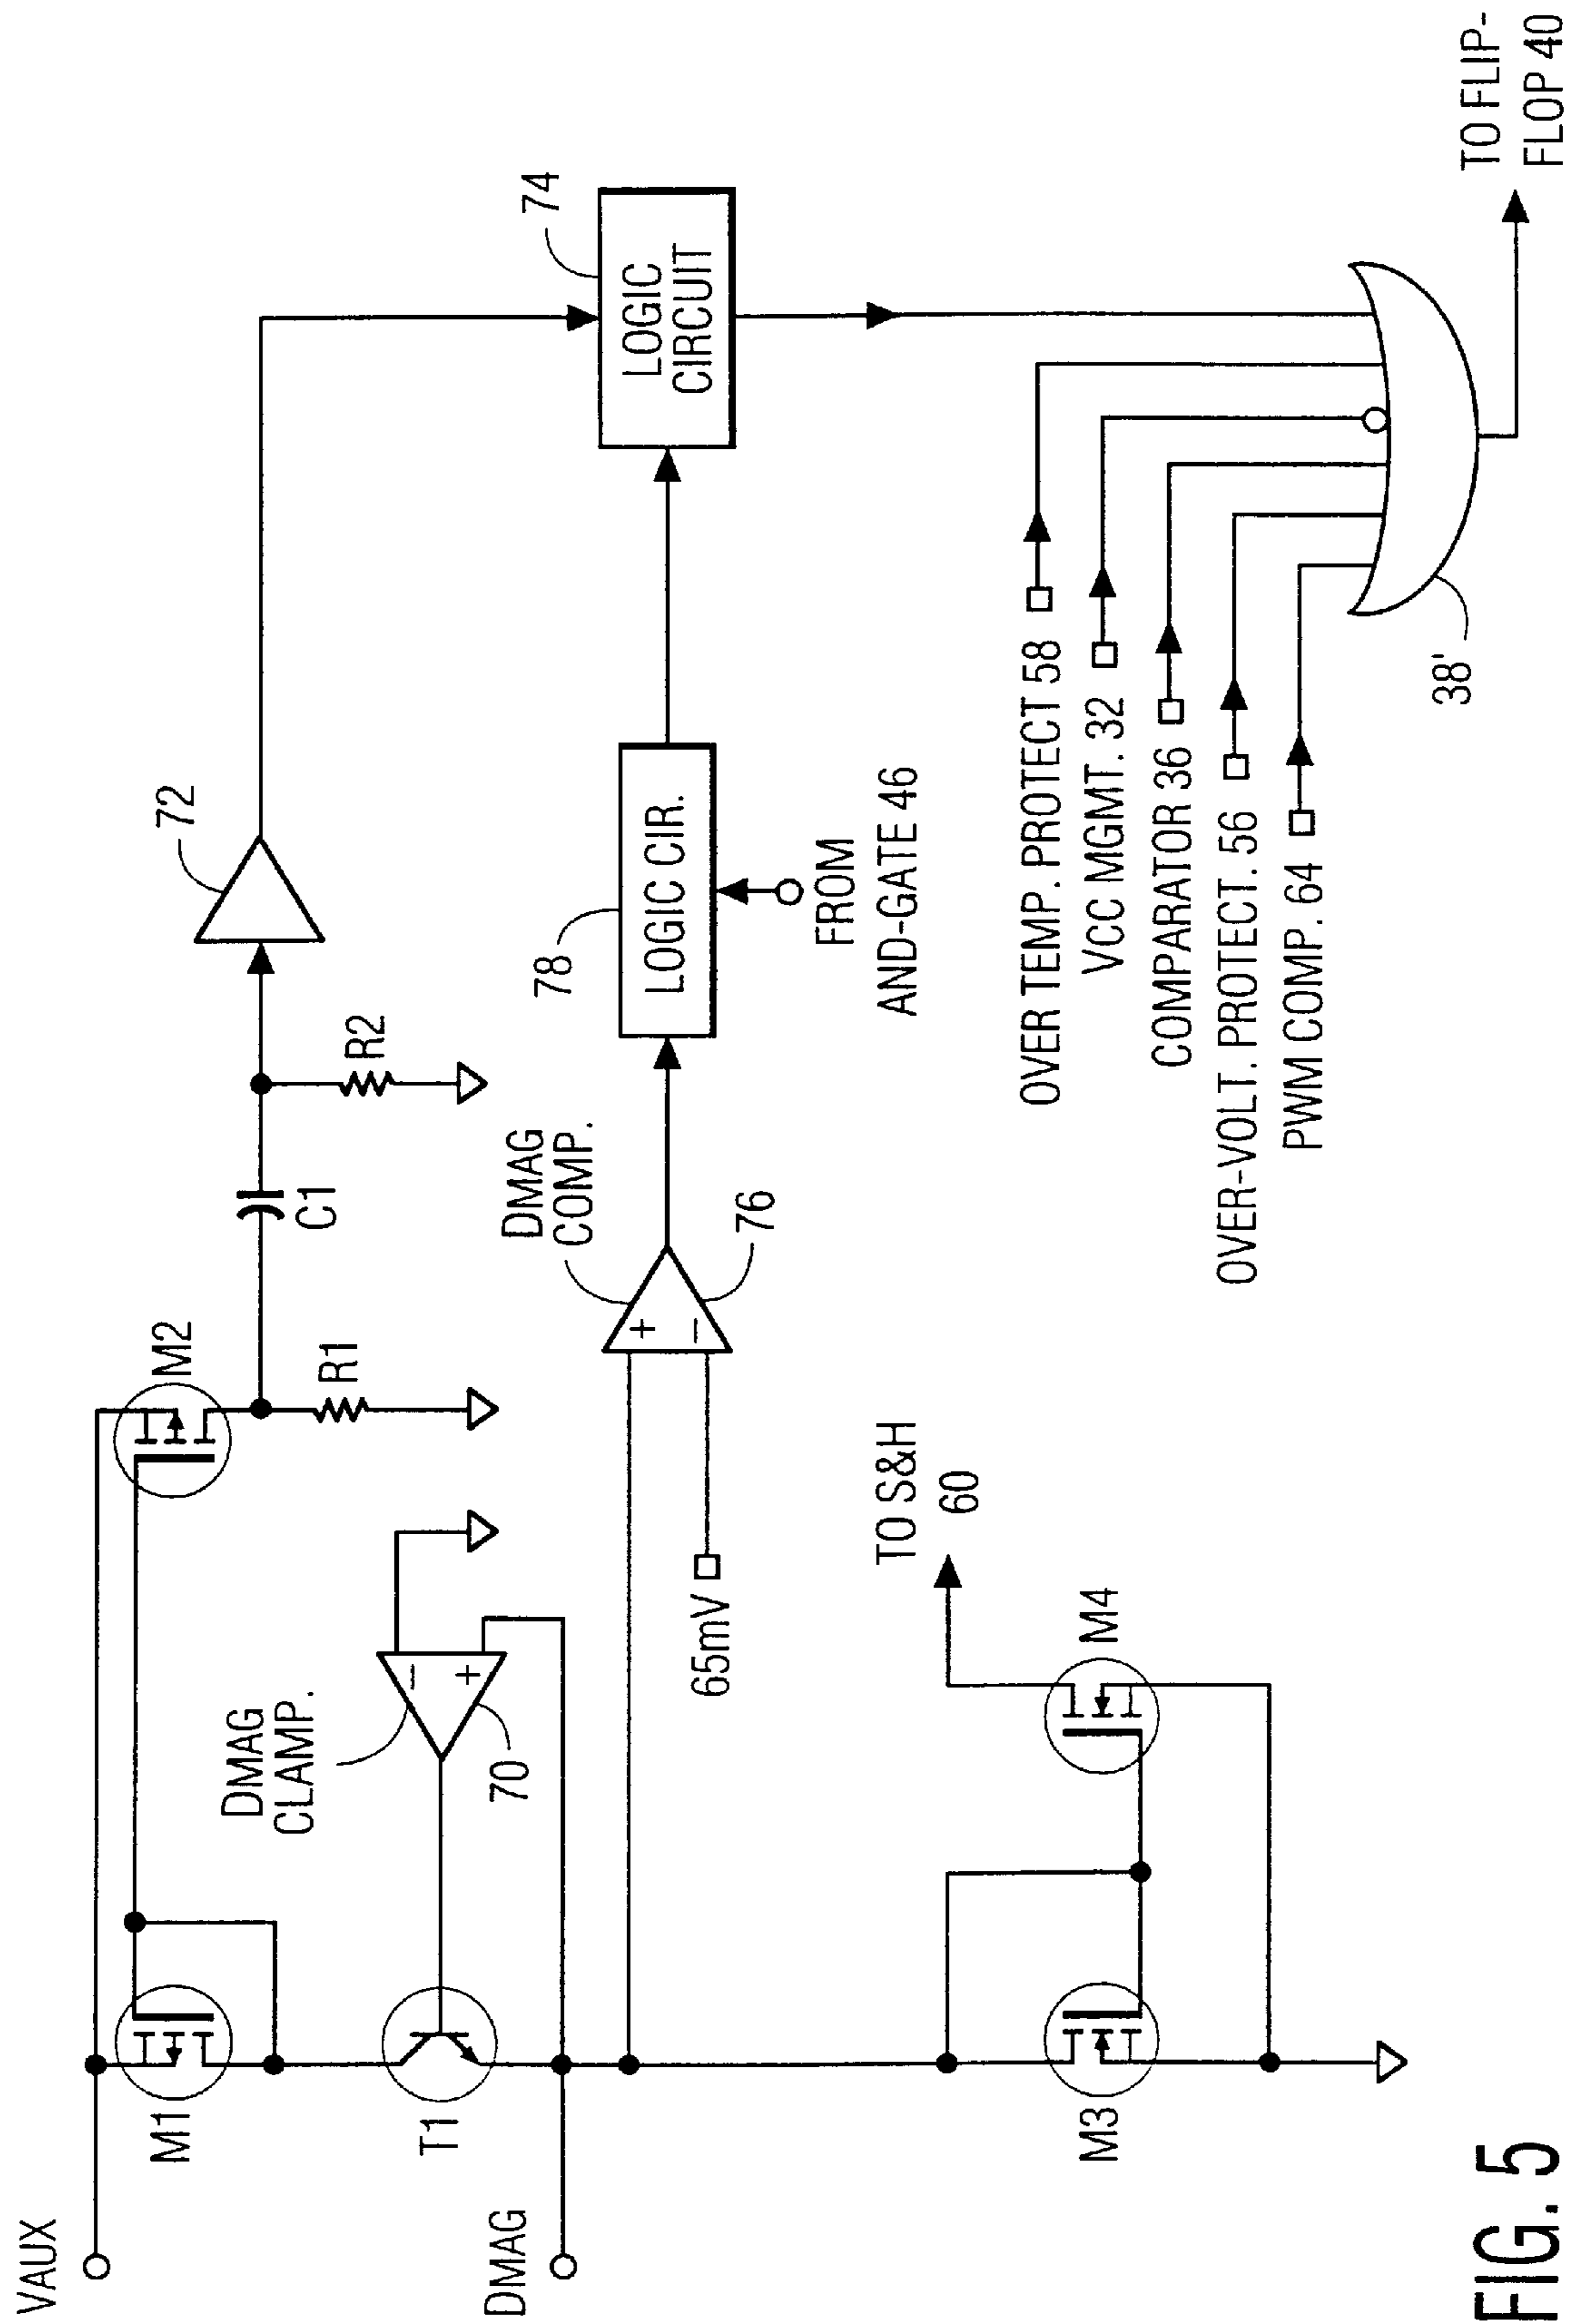 VAUX
M1
M2
R1
C1
R2
72
74
LOGIC
CIRCUIT
DMAG
CLAMP.
70
T1
DMAG
DMAG
COMP.
76
65mV
78
LOGIC CIR.
FROM
AND-GATE 46
TO S&H
60
M3
M4
OVER TEMP. PROTECT 58
VCC MGMT. 32
COMPARATOR 36
OVER-VOLT. PROTECT. 56
PWM COMP. 64
38'
TO FLIP-
FLOP 40
+
−
−
+
FIG. 5